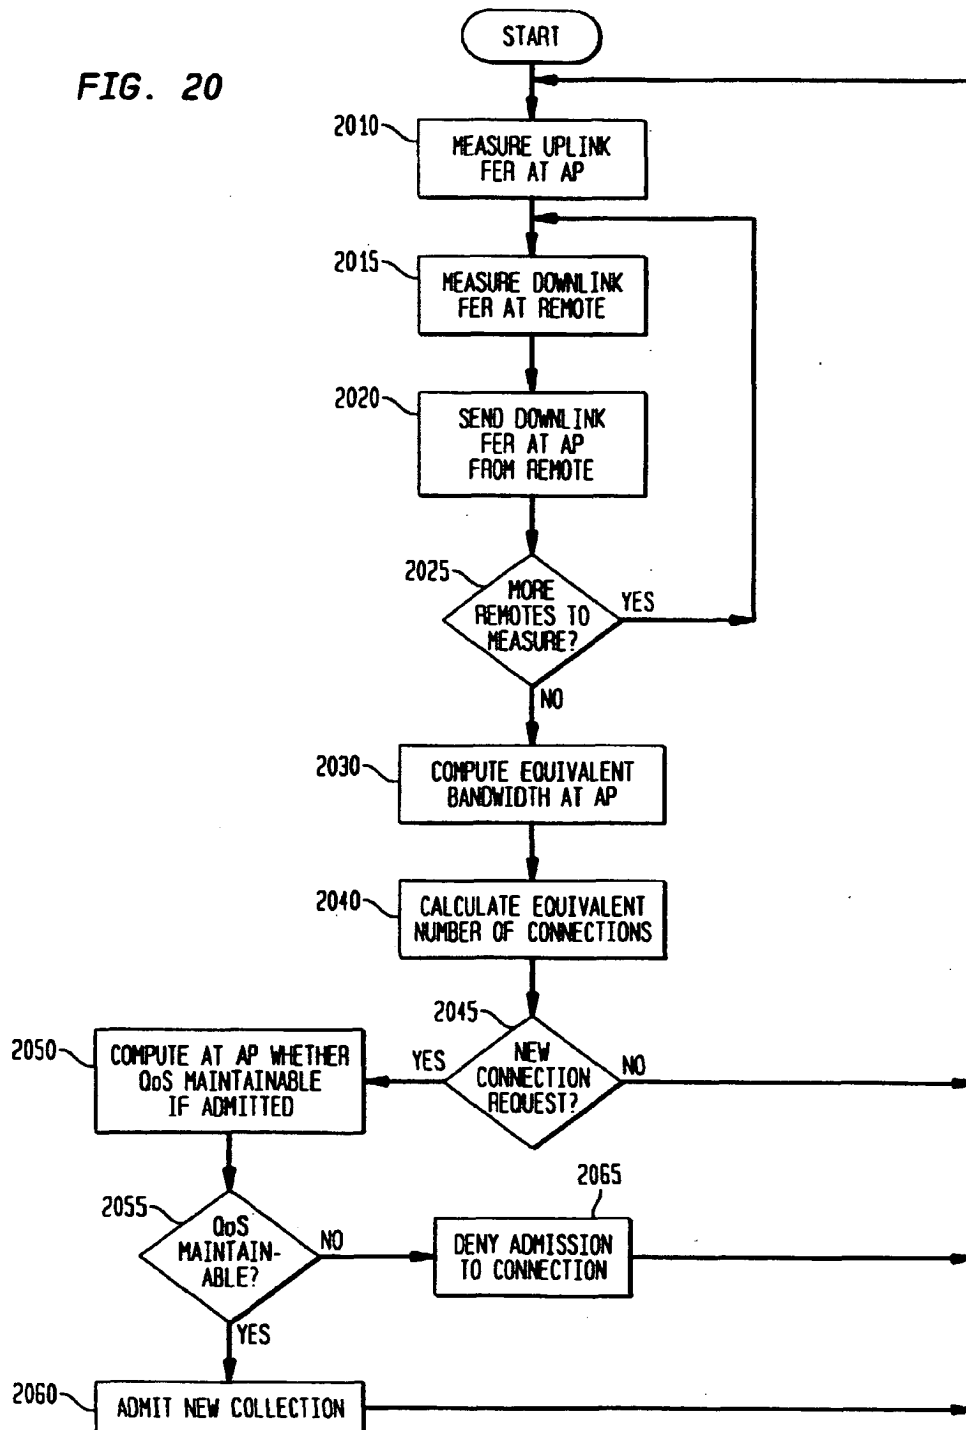 START
FIG. 20
2010
MEASURE UPLINK
FER AT AP
2015
MEASURE DOWNLINK
FER AT REMOTE
2020
SEND DOWNLINK
FER AT AP
FROM REMOTE
2025
MORE
REMOTES TO
MEASURE?
YES
NO
2030
COMPUTE EQUIVALENT
BANDWIDTH AT AP
2040
CALCULATE EQUIVALENT
NUMBER OF CONNECTIONS
2045
NEW
CONNECTION
REQUEST?
YES
NO
2050
COMPUTE AT AP WHETHER
QoS MAINTAINABLE
IF ADMITTED
2055
QoS
MAINTAIN-
ABLE?
NO
YES
2065
DENY ADMISSION
TO CONNECTION
2060
ADMIT NEW COLLECTION